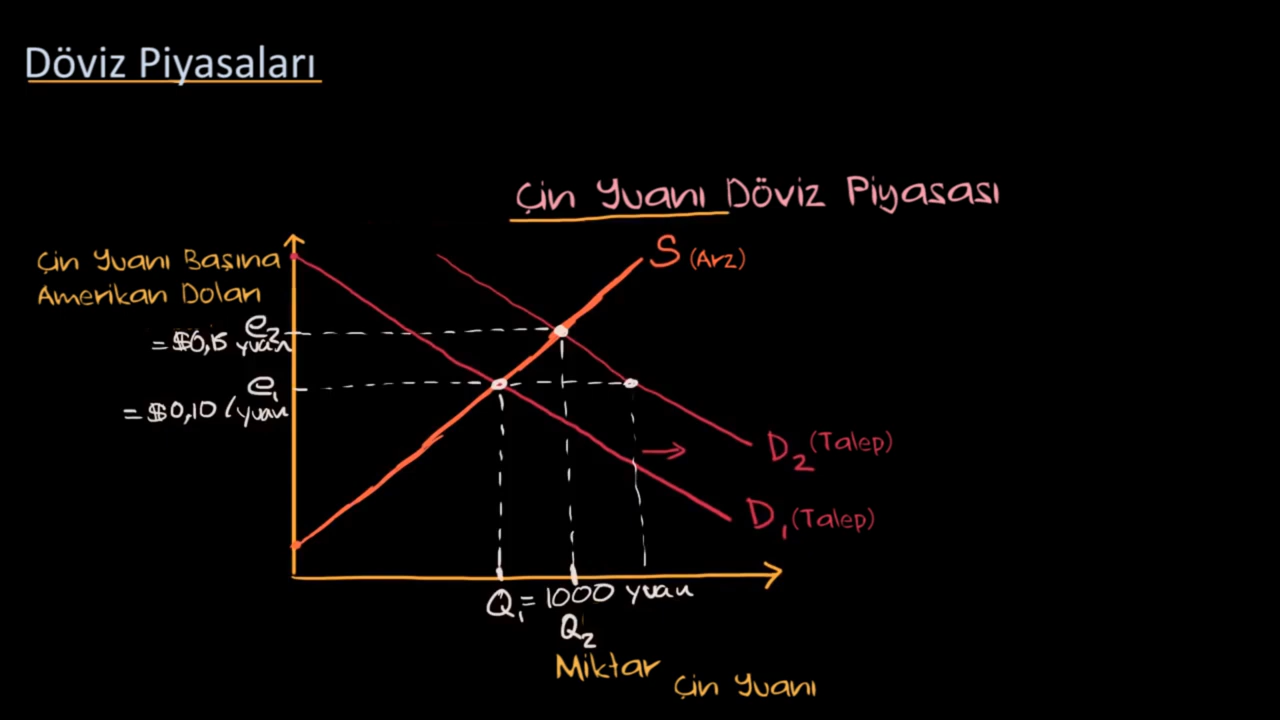 Döviz Piyasaları
Çin Yuanı Döviz Piyasası
Çin Yuanı Başına
Amerikan Doları
S (Arz)
e₂
= $0,15 yuan
e₁
= $0,10 / yuan
D₂ (Talep)
D₁ (Talep)
Q₁ = 1000 yuan
Q₂
Miktar
Çin Yuanı